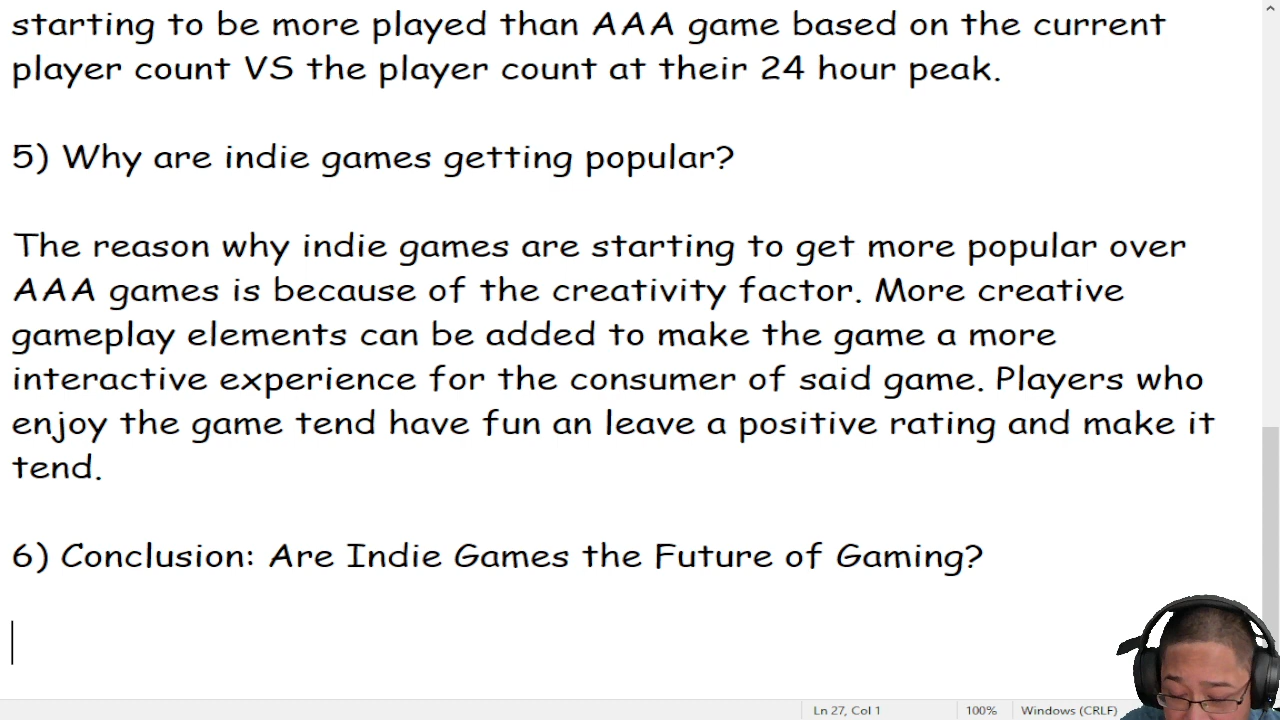 starting to be more played than AAA game based on the current
player count VS the player count at their 24 hour peak.
5) Why are indie games getting popular?
The reason why indie games are starting to get more popular over
AAA games is because of the creativity factor. More creative
gameplay elements can be added to make the game a more
interactive experience for the consumer of said game. Players who
enjoy the game tend have fun an leave a positive rating and make it
tend.
6) Conclusion: Are Indie Games the Future of Gaming?
Ln 27, Col 1 100% Windows (CRLF)